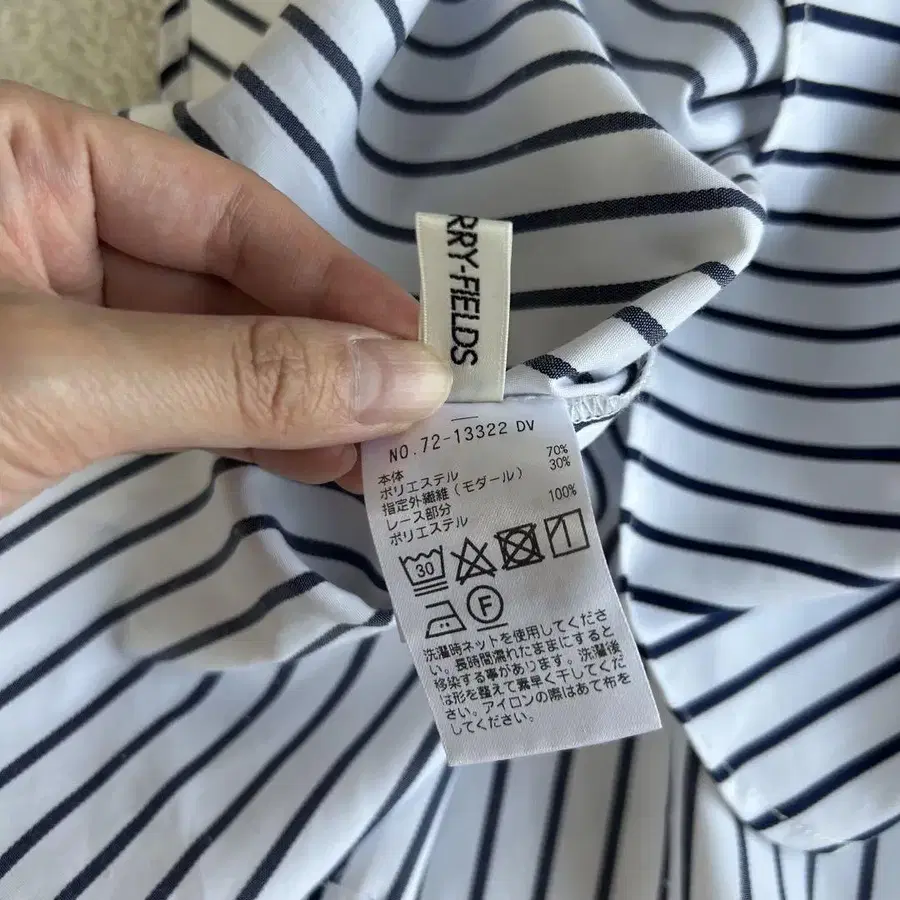 RRY-FIELDS
NO.72-13322 DV
本体
ポリエステル 70%
指定外繊維(モダール) 30%
レース部分
ポリエステル 100%
30
F
洗濯時ネットを使用してくださ
い。長時間濡れたままにすると
移染する事があります。洗濯後
は形を整えて素早く干してくだ
さい。アイロンの際はあて布を
してください。